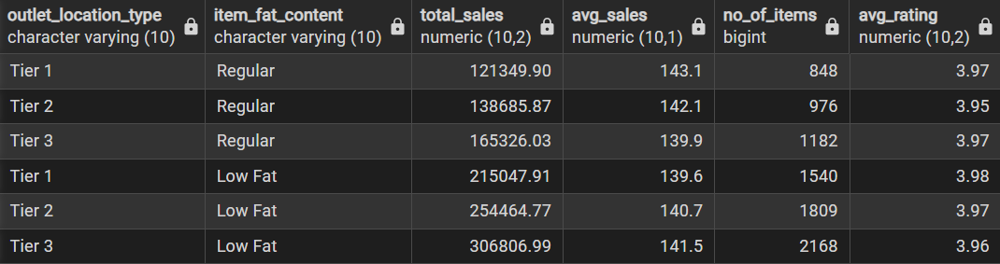 outlet_location_type item_fat_content total_sales avg_sales no_of_items avg_rating
character varying (10) character varying (10) numeric (10,2) numeric (10,1) bigint numeric (10,2)
Tier 1 Regular 121349.90 143.1 848 3.97
Tier 2 Regular 138685.87 142.1 976 3.95
Tier 3 Regular 165326.03 139.9 1182 3.97
Tier 1 Low Fat 215047.91 139.6 1540 3.98
Tier 2 Low Fat 254464.77 140.7 1809 3.97
Tier 3 Low Fat 306806.99 141.5 2168 3.96